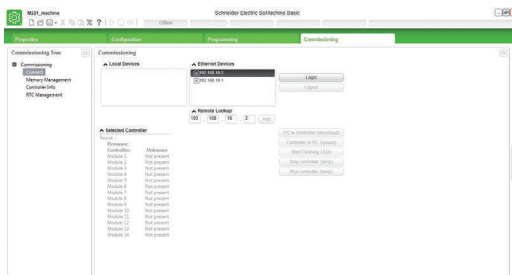 M221_machine
Schneider Electric SoMachine Basic
Offline
Properties
Configuration
Programming
Commissioning
Commissioning Tree
Commissioning
Connect
Memory Management
Controller Info
RTC Management
Commissioning
Local Devices
Ethernet Devices
192.168.10.2
192.168.10.1
Login
Logout
Remote Lookup
192 . 168 . 10 . 2 Add
Selected Controller
Found :
Firmware:
Controller: Unknown
Module 1 Not present
Module 2 Not present
Module 3 Not present
Module 4 Not present
Module 5 Not present
Module 6 Not present
Module 7 Not present
Module 8 Not present
Module 9 Not present
Module 10 Not present
Module 11 Not present
Module 12 Not present
Module 13 Not present
Module 14 Not present
PC to Controller (download)
Controller to PC (upload)
Start Flashing LEDs
Stop controller (temp)
Run controller (temp)